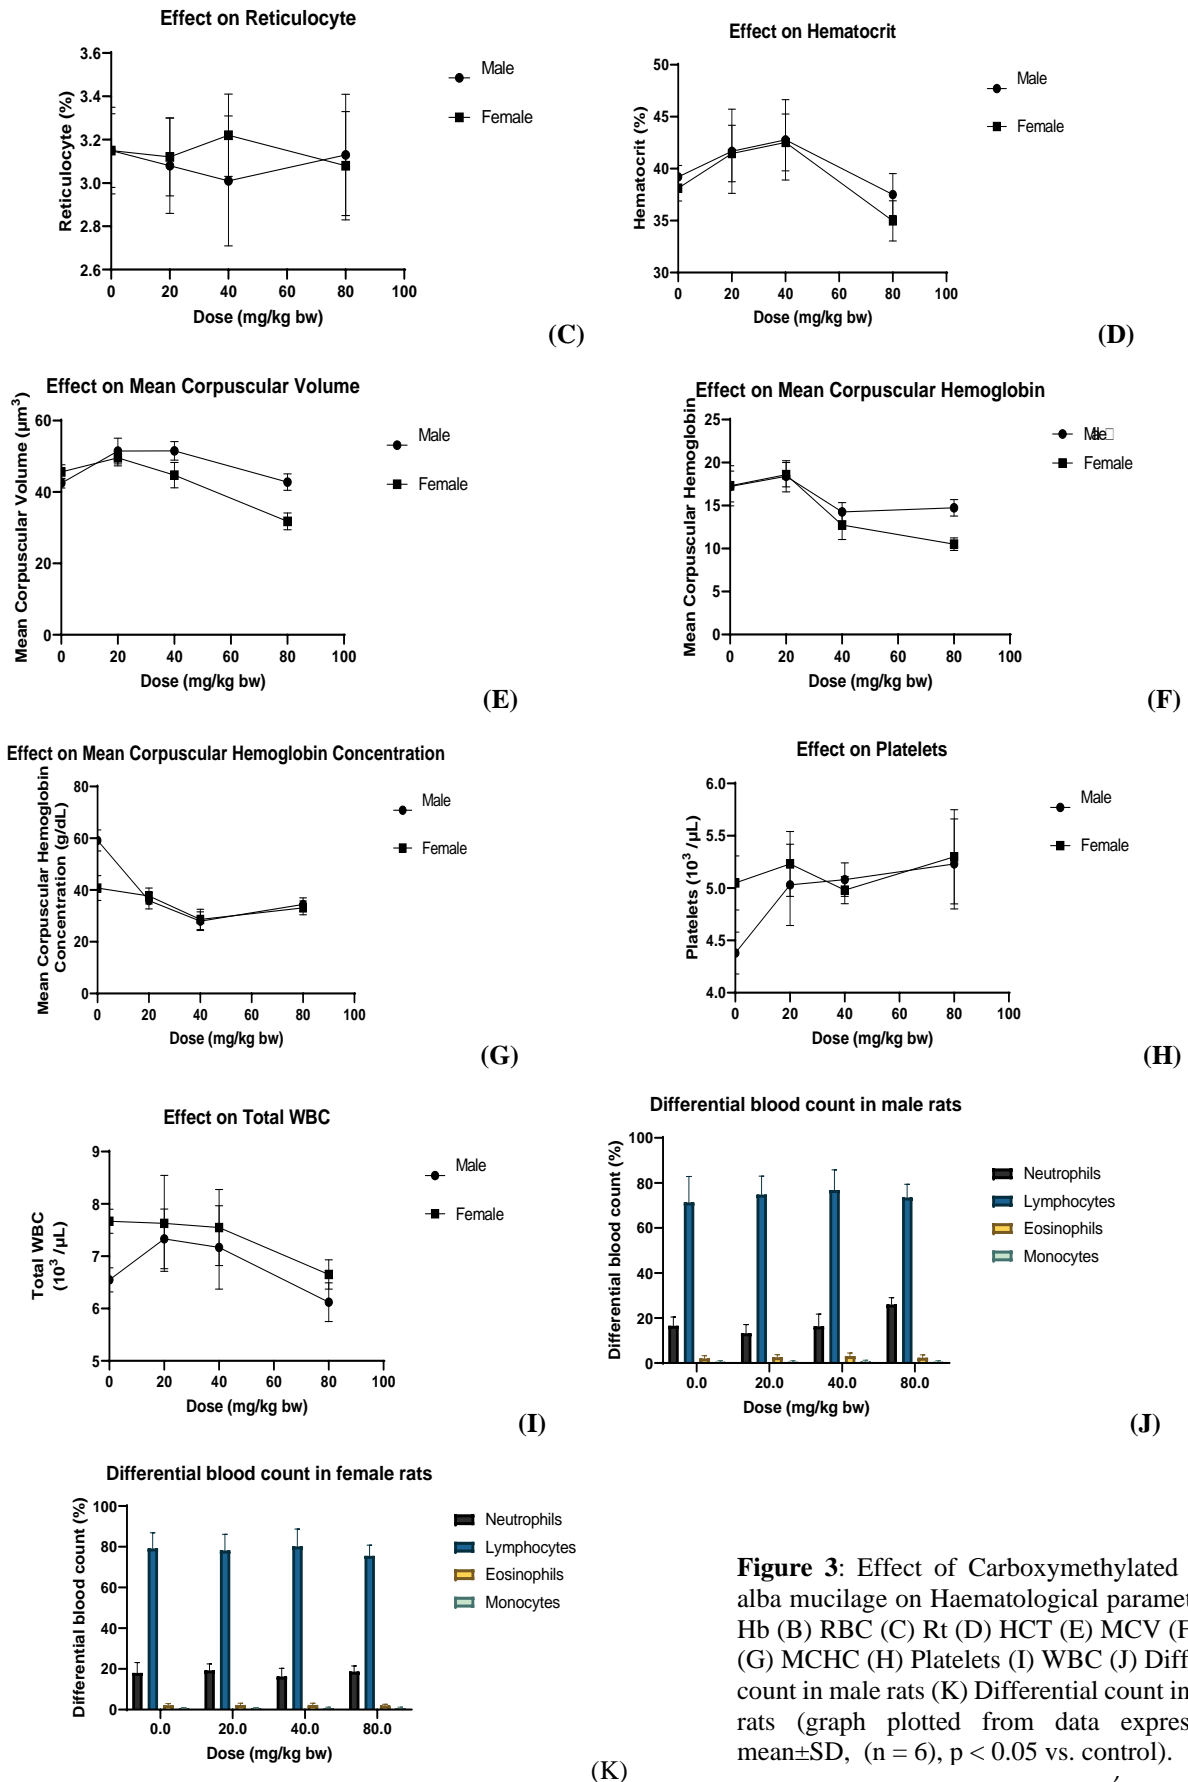 Effect on Reticulocyte
Reticulocyte (%)
3.6
3.4
3.2
3.0
2.8
2.6
0 20 40 60 80 100
Dose (mg/kg bw)
Male
Female
(C)
Effect on Hematocrit
Hematocrit (%)
50
45
40
35
30
0 20 40 60 80 100
Dose (mg/kg bw)
Male
Female
(D)
Effect on Mean Corpuscular Volume
Mean Corpuscular Volume (µm³)
60
40
20
0
0 20 40 60 80 100
Dose (mg/kg bw)
Male
Female
(E)
Effect on Mean Corpuscular Hemoglobin
Mean Corpuscular Hemoglobin
25
20
15
10
5
0
0 20 40 60 80 100
Dose (mg/kg bw)
Female
(F)
Effect on Mean Corpuscular Hemoglobin Concentration
Mean Corpuscular Hemoglobin
Concentration (g/dL)
80
60
40
20
0
0 20 40 60 80 100
Dose (mg/kg bw)
Male
Female
(G)
Effect on Platelets
Platelets (10³ /µL)
6.0
5.5
5.0
4.5
4.0
0 20 40 60 80 100
Dose (mg/kg bw)
Male
Female
(H)
Effect on Total WBC
Total WBC
(10³ /µL)
9
8
7
6
5
0 20 40 60 80 100
Dose (mg/kg bw)
Male
Female
(I)
Differential blood count in male rats
Differential blood count (%)
100
80
60
40
20
0
0.0 20.0 40.0 80.0
Dose (mg/kg bw)
Neutrophils
Lymphocytes
Eosinophils
Monocytes
(J)
Differential blood count in female rats
Differential blood count (%)
100
80
60
40
20
0
0.0 20.0 40.0 80.0
Dose (mg/kg bw)
Neutrophils
Lymphocytes
Eosinophils
Monocytes
(K)
Figure 3: Effect of Carboxymethylated
alba mucilage on Haematological paramet
Hb (B) RBC (C) Rt (D) HCT (E) MCV (F
(G) MCHC (H) Platelets (I) WBC (J) Diff
count in male rats (K) Differential count in
rats (graph plotted from data expres
mean±SD, (n = 6), p < 0.05 vs. control).